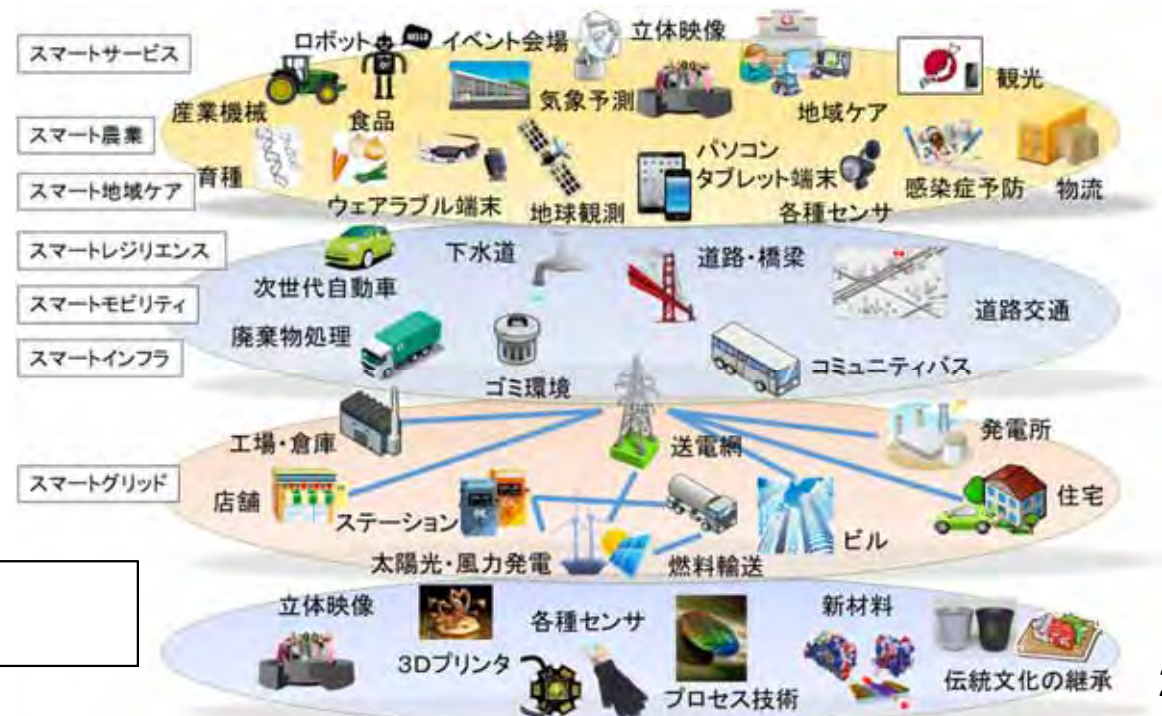 スマートサービス
ロボット
HELLO
イベント会場
立体映像
観光
産業機械
食品
気象予測
地域ケア
スマート農業
育種
パソコン
タブレット端末
感染症予防
物流
スマート地域ケア
ウェアラブル端末
地球観測
各種センサ
スマートレジリエンス
下水道
道路・橋梁
次世代自動車
スマートモビリティ
道路交通
廃棄物処理
スマートインフラ
コミュニティバス
ゴミ環境
工場・倉庫
送電網
発電所
スマートグリッド
店舗
ステーション
住宅
ビル
太陽光・風力発電
燃料輸送
立体映像
各種センサ
新材料
3Dプリンタ
プロセス技術
伝統文化の継承